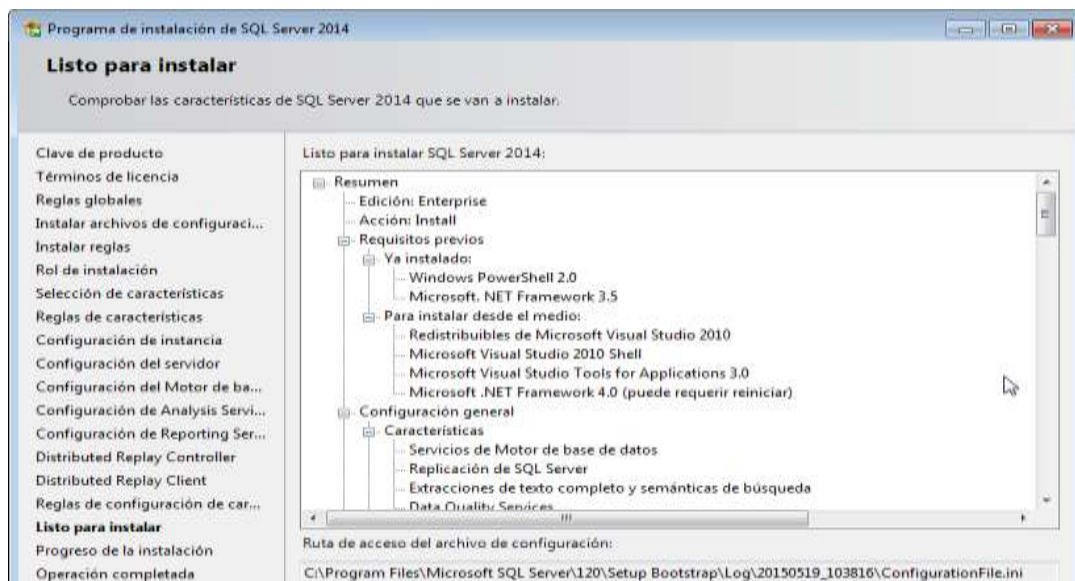 Programa de instalación de SQL Server 2014
Listo para instalar
Comprobar las características de SQL Server 2014 que se van a instalar.
Clave de producto
Términos de licencia
Reglas globales
Instalar archivos de configuraci...
Instalar reglas
Rol de instalación
Selección de características
Reglas de características
Configuración de instancia
Configuración del servidor
Configuración del Motor de ba...
Configuración de Analysis Servi...
Configuración de Reporting Ser...
Distributed Replay Controller
Distributed Replay Client
Reglas de configuración de car...
Listo para instalar
Progreso de la instalación
Operación completada
Listo para instalar SQL Server 2014:
Resumen
Edición: Enterprise
Acción: Install
Requisitos previos
Ya instalado:
Windows PowerShell 2.0
Microsoft. NET Framework 3.5
Para instalar desde el medio:
Redistribuibles de Microsoft Visual Studio 2010
Microsoft Visual Studio 2010 Shell
Microsoft Visual Studio Tools for Applications 3.0
Microsoft .NET Framework 4.0 (puede requerir reiniciar)
Configuración general
Características
Servicios de Motor de base de datos
Replicación de SQL Server
Extracciones de texto completo y semánticas de búsqueda
Data Quality Services
Ruta de acceso del archivo de configuración:
C:\Program Files\Microsoft SQL Server\120\Setup Bootstrap\Log\20150519_103816\ConfigurationFile.ini